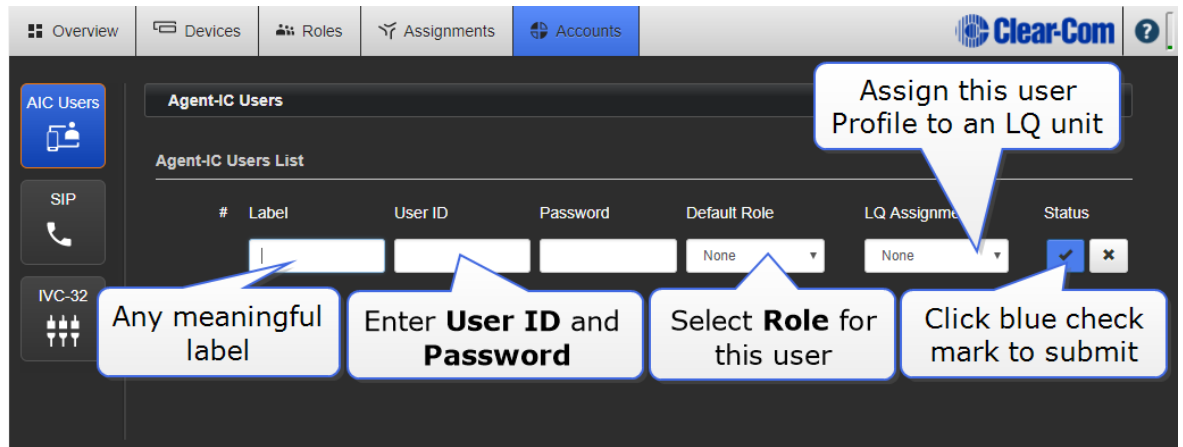 Overview Devices Roles Assignments Accounts Clear-Com ?
AIC Users
Agent-IC Users
Assign this user
Profile to an LQ unit
Agent-IC Users List
SIP
# Label User ID Password Default Role LQ Assignme Status
None None
IVC-32
Any meaningful
label
Enter User ID and
Password
Select Role for
this user
Click blue check
mark to submit